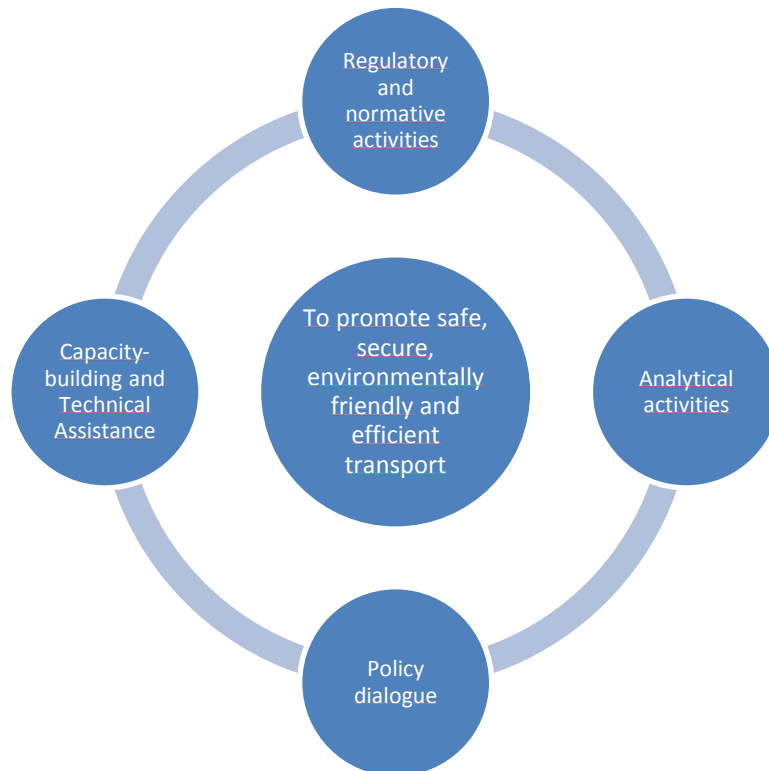 Regulatory
and
normative
activities
To promote safe,
secure,
environmentally
friendly and
efficient
transport
Capacity-
building and
Technical
Assistance
Analytical
activities
Policy
dialogue